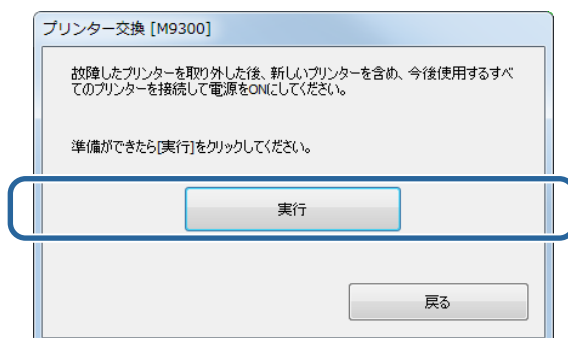 プリンター交換 [M9300]
故障したプリンターを取り外した後、新しいプリンターを含め、今後使用するすべ
てのプリンターを接続して電源をONにしてください。
準備ができたら[実行]をクリックしてください。
実行
戻る